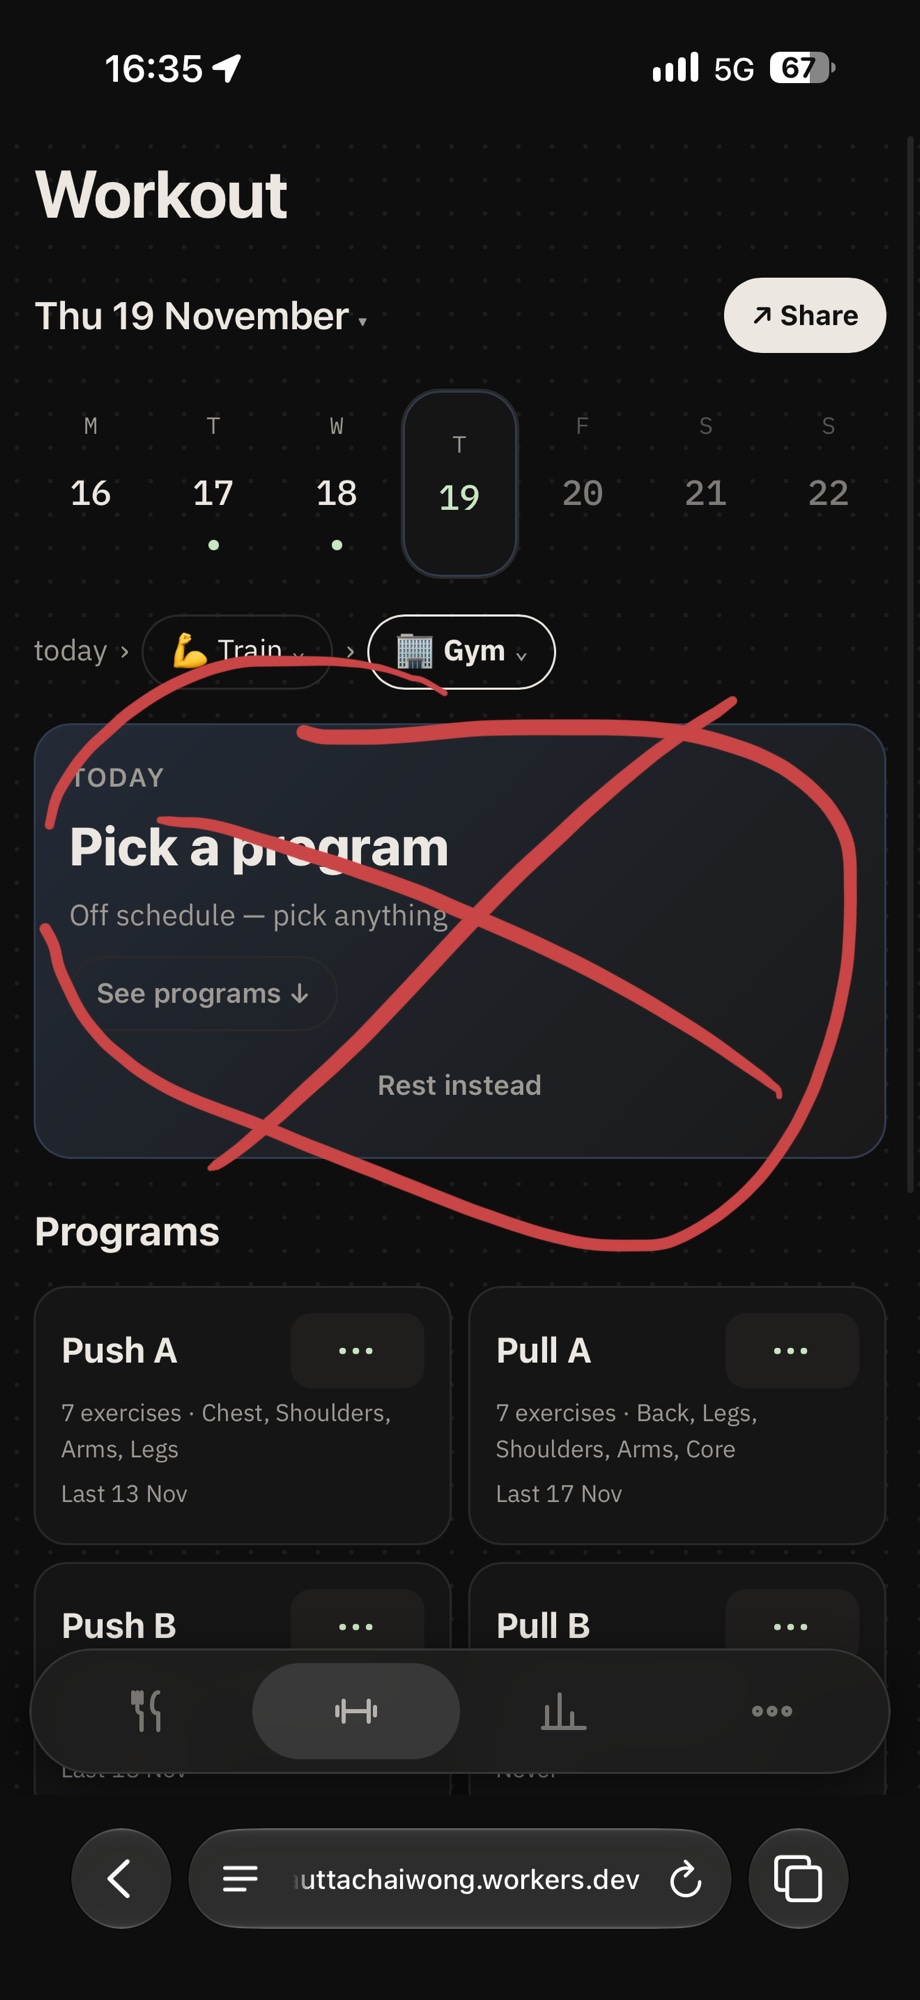 16:35 5G 67
Workout
Thu 19 November ▾ ↗ Share
M T W T F S S
16 17 18 19 20 21 22
today › 💪 Train ⌄ › 🏢 Gym ⌄
TODAY
Pick a program
Off schedule — pick anything
See programs ↓
Rest instead
Programs
Push A ••• Pull A •••
7 exercises · Chest, Shoulders, 7 exercises · Back, Legs,
Arms, Legs Shoulders, Arms, Core
Last 13 Nov Last 17 Nov
Push B ••• Pull B •••
Never
uttachaiwong.workers.dev